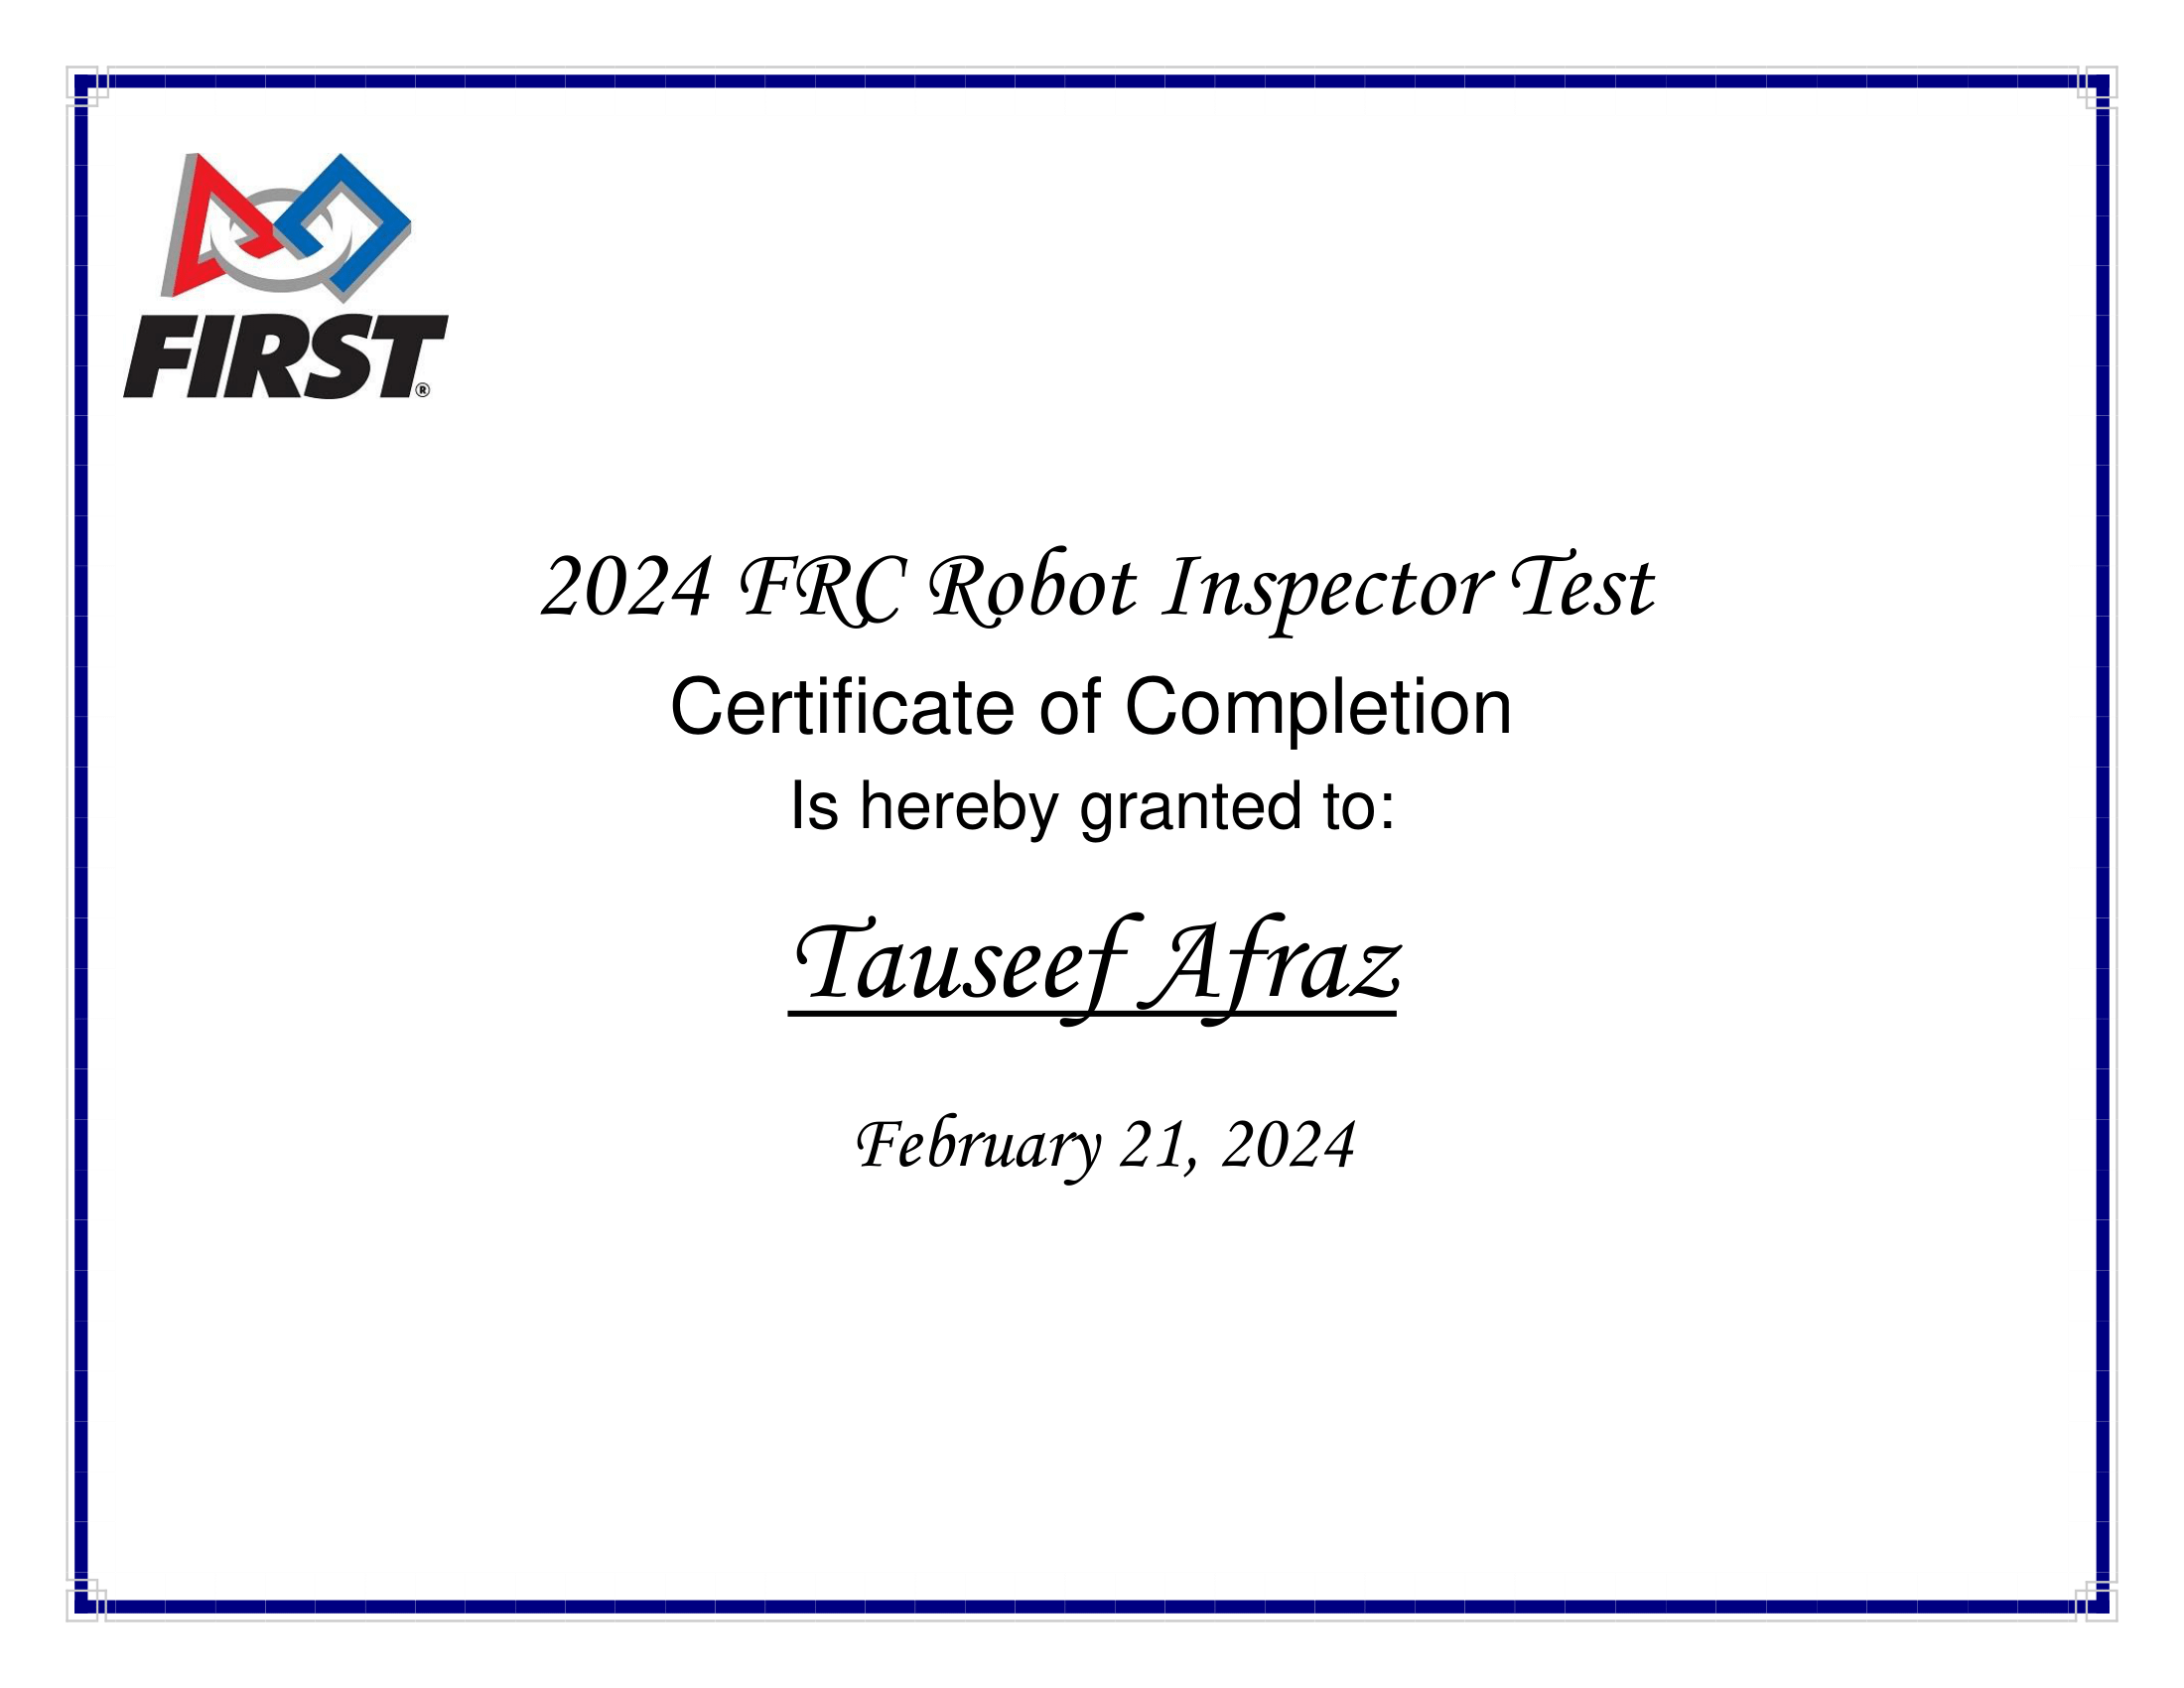 FIRST®
2024 FRC Robot Inspector Test
Certificate of Completion
Is hereby granted to:
Tauseef Afraz
February 21, 2024